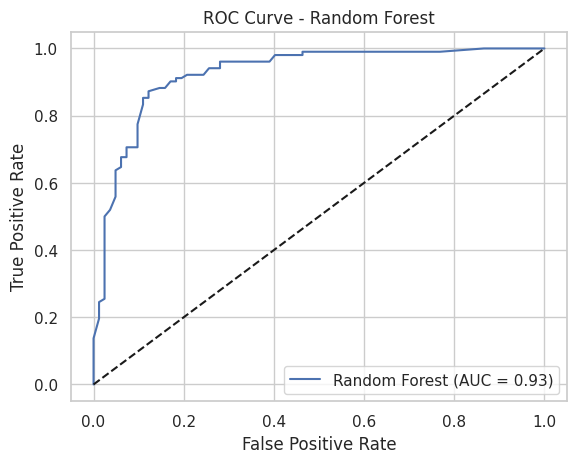 ROC Curve - Random Forest
True Positive Rate
1.0
0.8
0.6
0.4
0.2
0.0
Random Forest (AUC = 0.93)
0.0 0.2 0.4 0.6 0.8 1.0
False Positive Rate